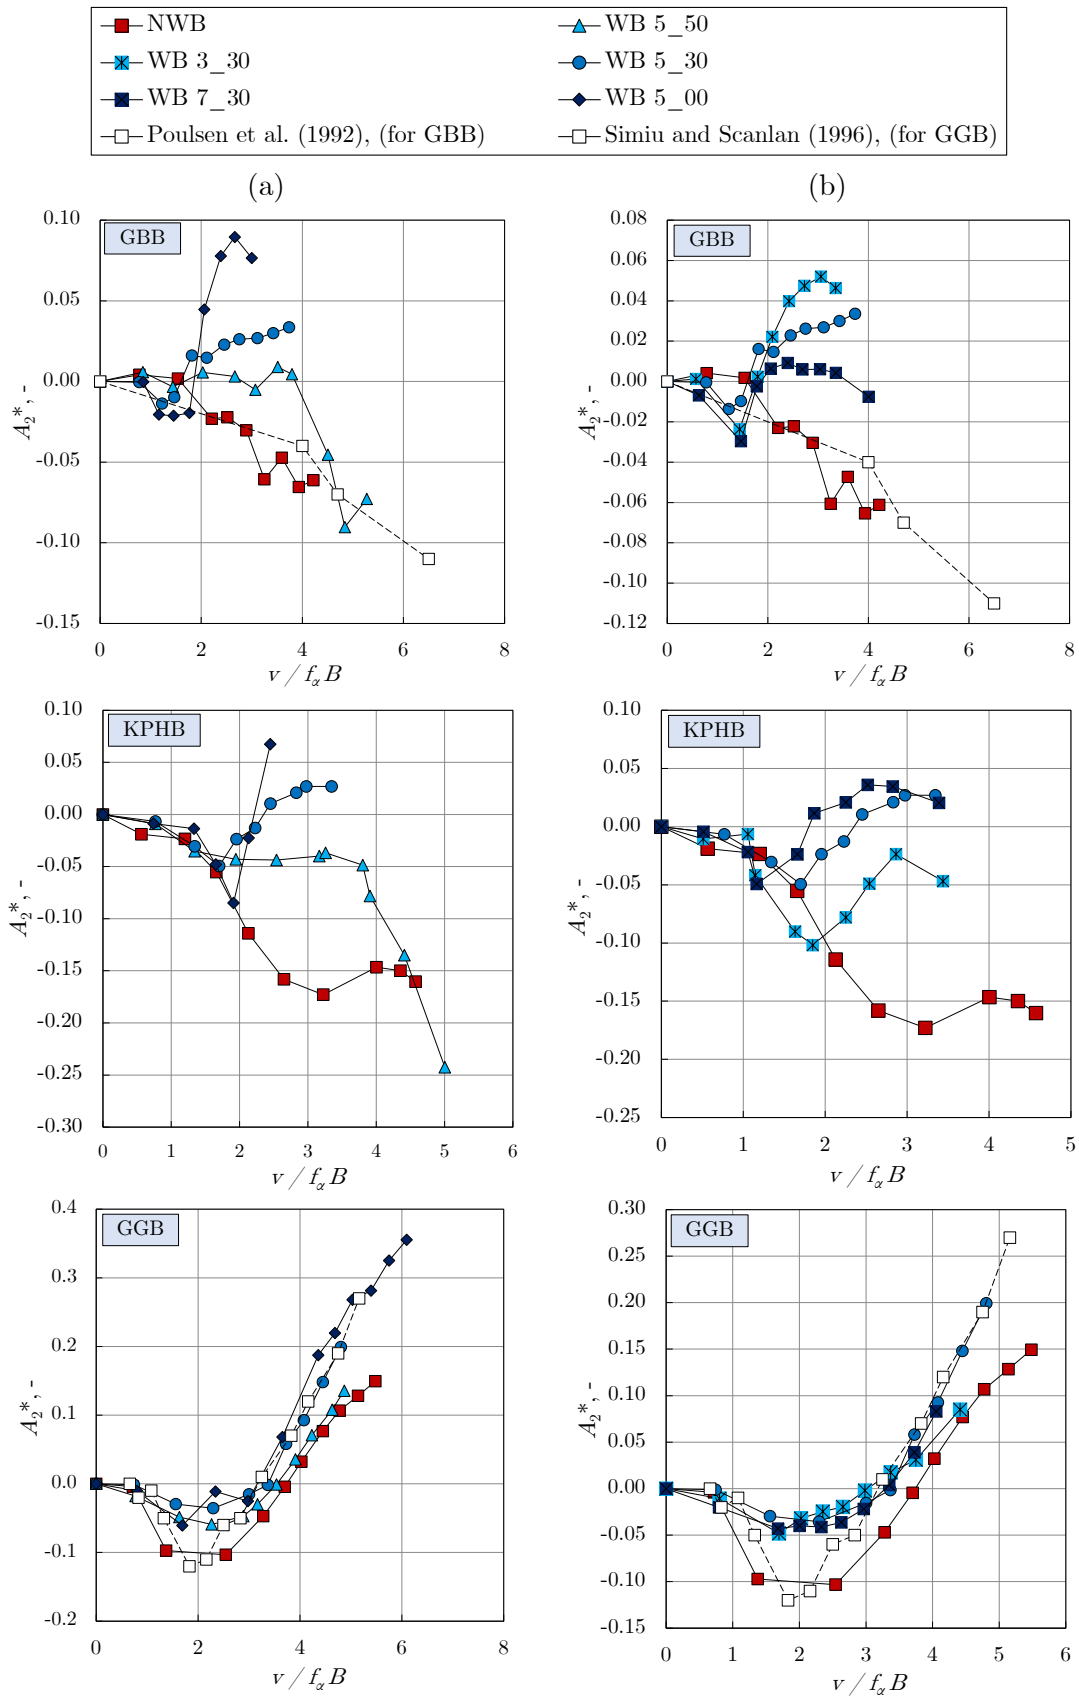 NWB WB 5_50
WB 3_30 WB 5_30
WB 7_30 WB 5_00
Poulsen et al. (1992), (for GBB) Simiu and Scanlan (1996), (for GGB)
(a) (b)
GBB
0.10
0.05
0.00
-0.05
-0.10
-0.15
A₂*, -
0 2 4 6 8
v / fαB
GBB
0.08
0.06
0.04
0.02
0.00
-0.02
-0.04
-0.06
-0.08
-0.10
-0.12
A₂*, -
0 2 4 6 8
v / fαB
KPHB
0.10
0.05
0.00
-0.05
-0.10
-0.15
-0.20
-0.25
-0.30
A₂*, -
0 1 2 3 4 5 6
v / fαB
KPHB
0.10
0.05
0.00
-0.05
-0.10
-0.15
-0.20
-0.25
A₂*, -
0 1 2 3 4 5
v / fαB
GGB
0.4
0.3
0.2
0.1
0.0
-0.1
-0.2
A₂*, -
0 2 4 6 8
v / fαB
GGB
0.30
0.25
0.20
0.15
0.10
0.05
0.00
-0.05
-0.10
-0.15
A₂*, -
0 1 2 3 4 5 6
v / fαB